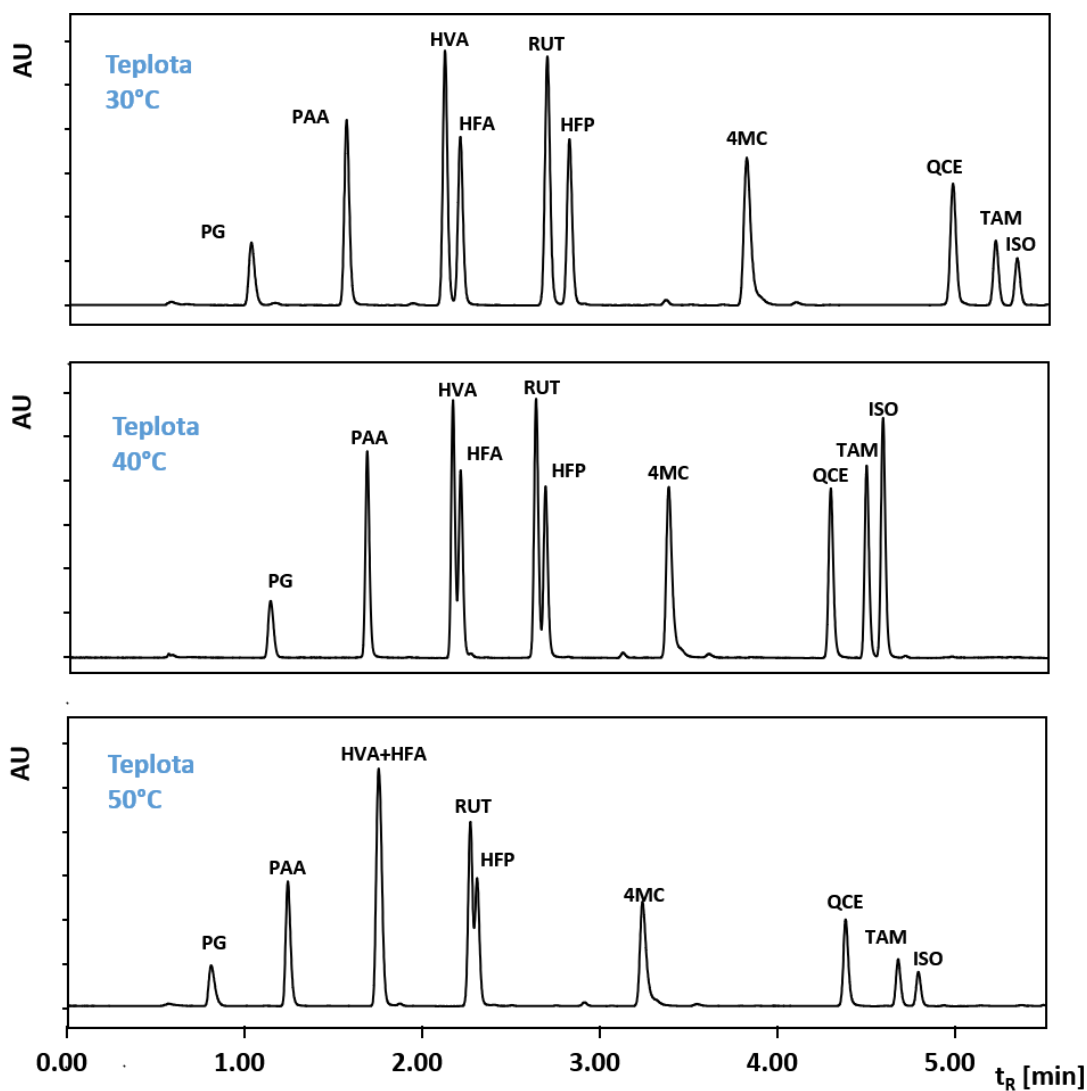 AU
Teplota
30°C
PG
PAA
HVA
HFA
RUT
HFP
4MC
QCE
TAM
ISO
AU
Teplota
40°C
PG
PAA
HVA
HFA
RUT
HFP
4MC
QCE
TAM
ISO
AU
Teplota
50°C
PG
PAA
HVA+HFA
RUT
HFP
4MC
QCE
TAM
ISO
0.00 1.00 2.00 3.00 4.00 5.00
tR [min]